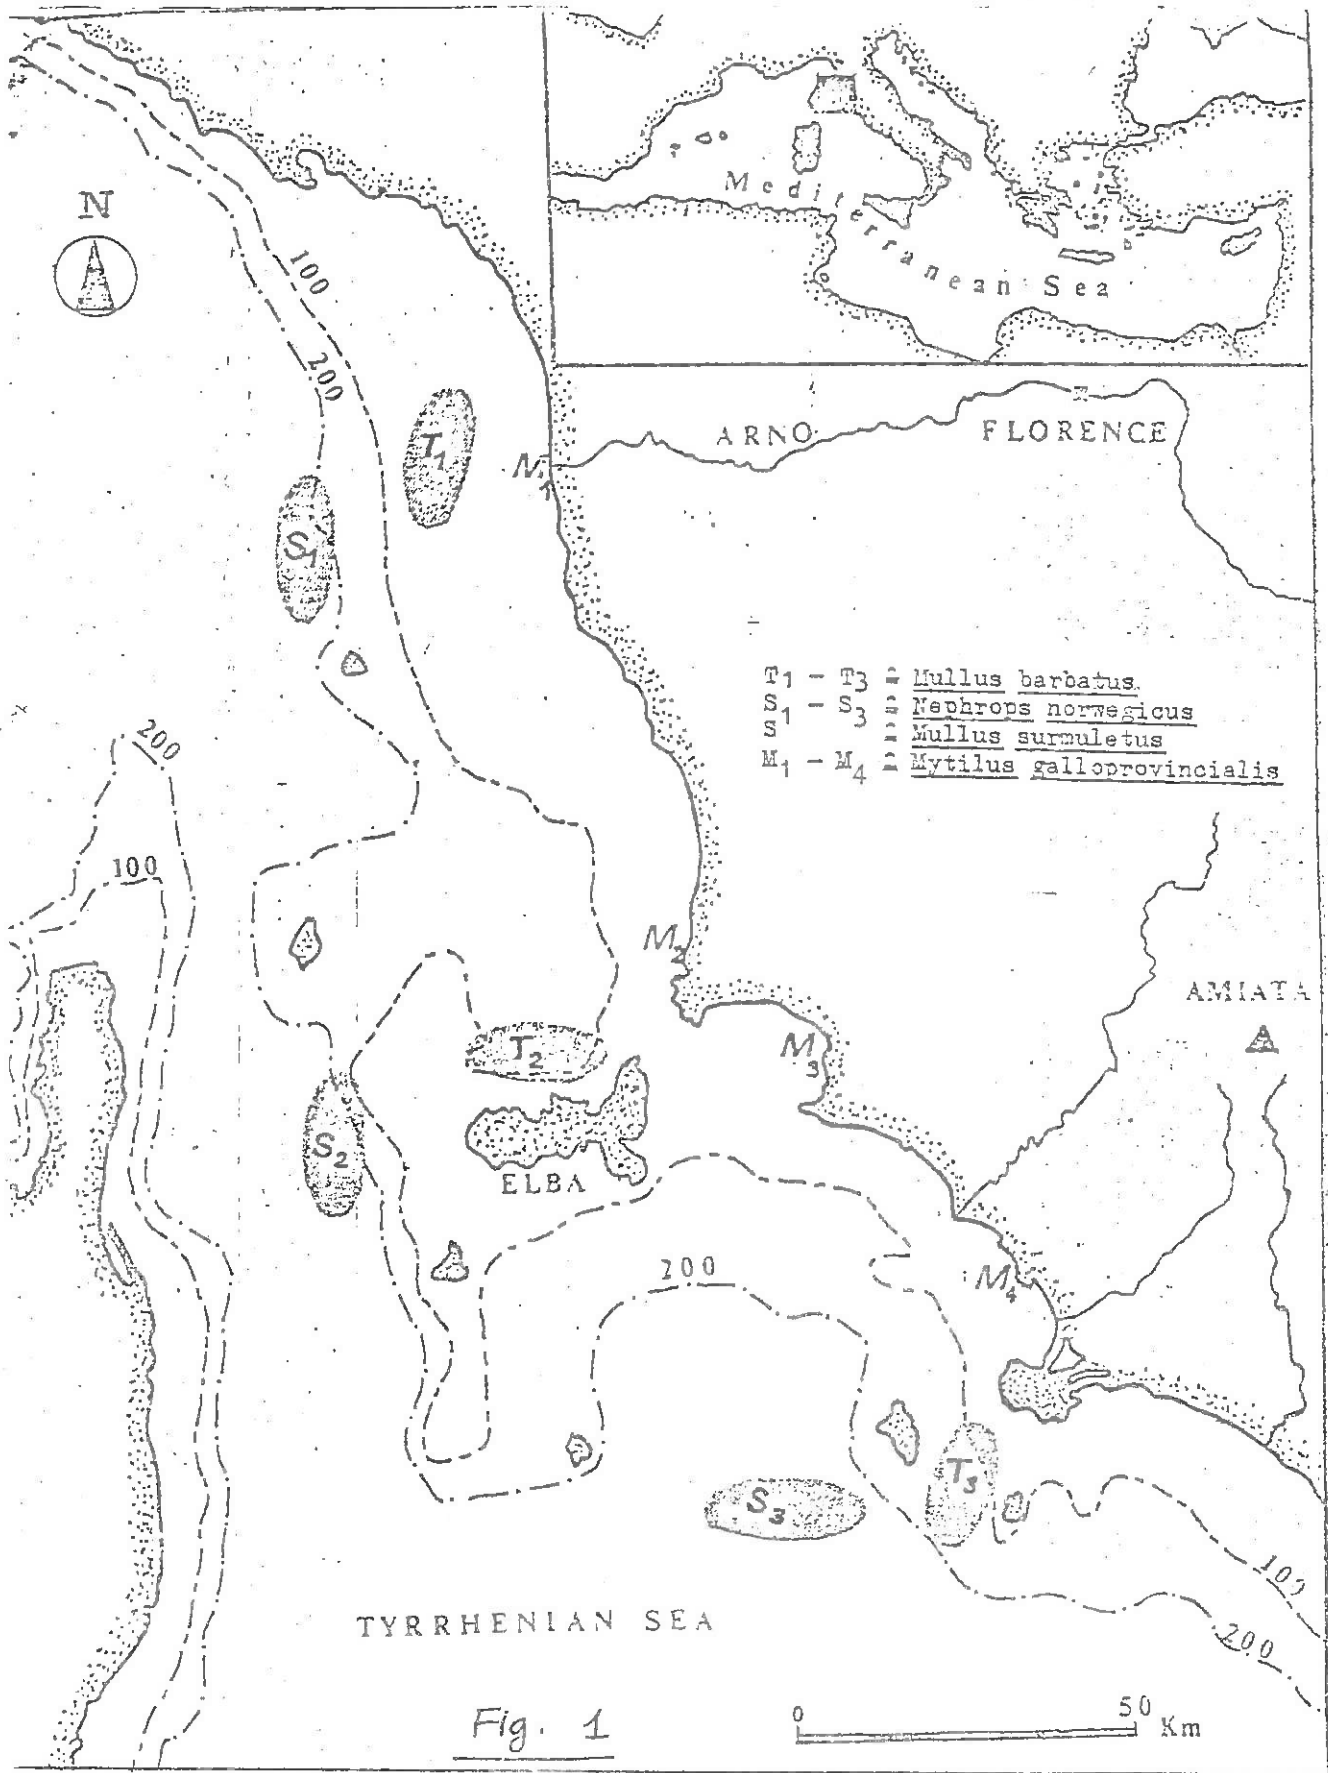 Mediterranean Sea
N
100
200
ARNO
FLORENCE
T1
M1
S1
T1 - T3 ≙ Mullus barbatus
S1 - S3 ≙ Nephrops norwegicus
S ≙ Mullus surmuletus
M1 - M4 ≙ Mytilus galloprovincialis
200
100
M2
AMIATA
T2
M3
S2
ELBA
200
M4
T3
S3
100
200
TYRRHENIAN SEA
Fig. 1
0 50 Km